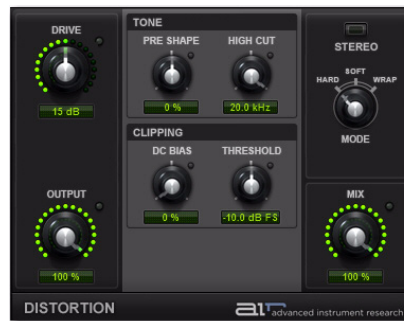 DRIVE
15 dB
OUTPUT
100 %
TONE
PRE SHAPE
HIGH CUT
0 %
20.0 kHz
CLIPPING
DC BIAS
THRESHOLD
0 %
-10.0 dB FS
STEREO
HARD
SOFT
WRAP
MODE
MIX
100 %
DISTORTION
air advanced instrument research